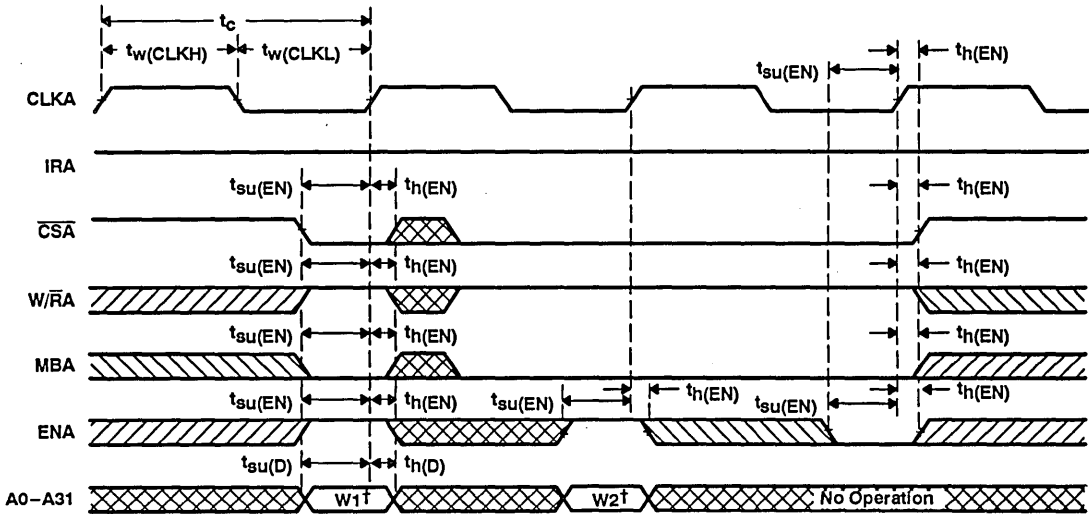 tc
tw(CLKH) tw(CLKL) th(EN)
tsu(EN)
CLKA
IRA
tsu(EN) th(EN) th(EN)
CSA
tsu(EN) th(EN) th(EN)
W/RA
tsu(EN) th(EN) th(EN)
MBA
tsu(EN) th(EN) tsu(EN) th(EN) tsu(EN) th(EN)
ENA
tsu(D) th(D)
A0–A31 W1† W2† No Operation